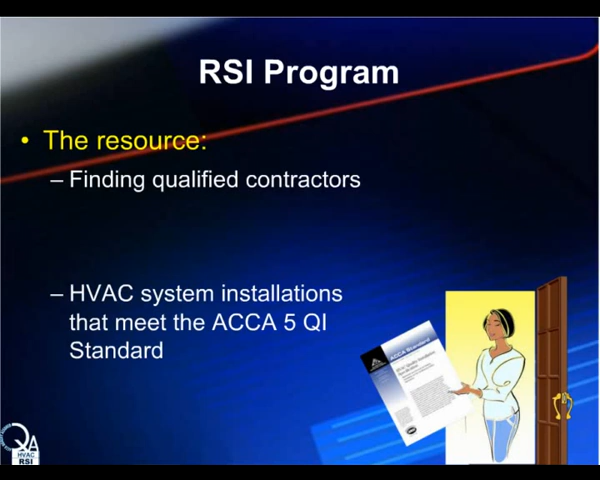 RSI Program
• The resource:
– Finding qualified contractors
– HVAC system installations
that meet the ACCA 5 QI
Standard
ACCA Standard
QA
HVAC
RSI